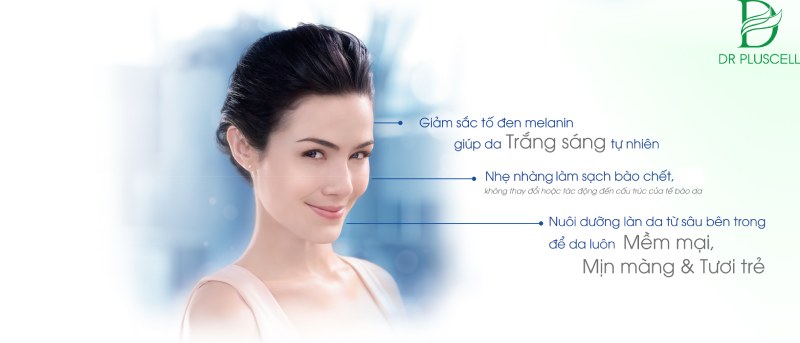 DR PLUSCELL
Giảm sắc tố đen melanin
giúp da Trắng sáng tự nhiên
Nhẹ nhàng làm sạch bào chết,
không thay đổi hoặc tác động đến cấu trúc của tế bào da
Nuôi dưỡng làn da từ sâu bên trong
để da luôn Mềm mại,
Mịn màng & Tươi trẻ